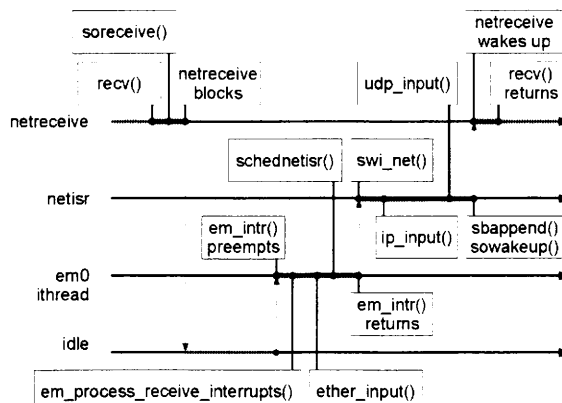 soreceive()
netreceive
wakes up
recv()
netreceive
blocks
udp_input()
recv()
returns
netreceive
schednetisr()
swi_net()
netisr
em_intr()
preempts
ip_input()
sbappend()
sowakeup()
em0
ithread
em_intr()
returns
idle
em_process_receive_interrupts()
ether_input()